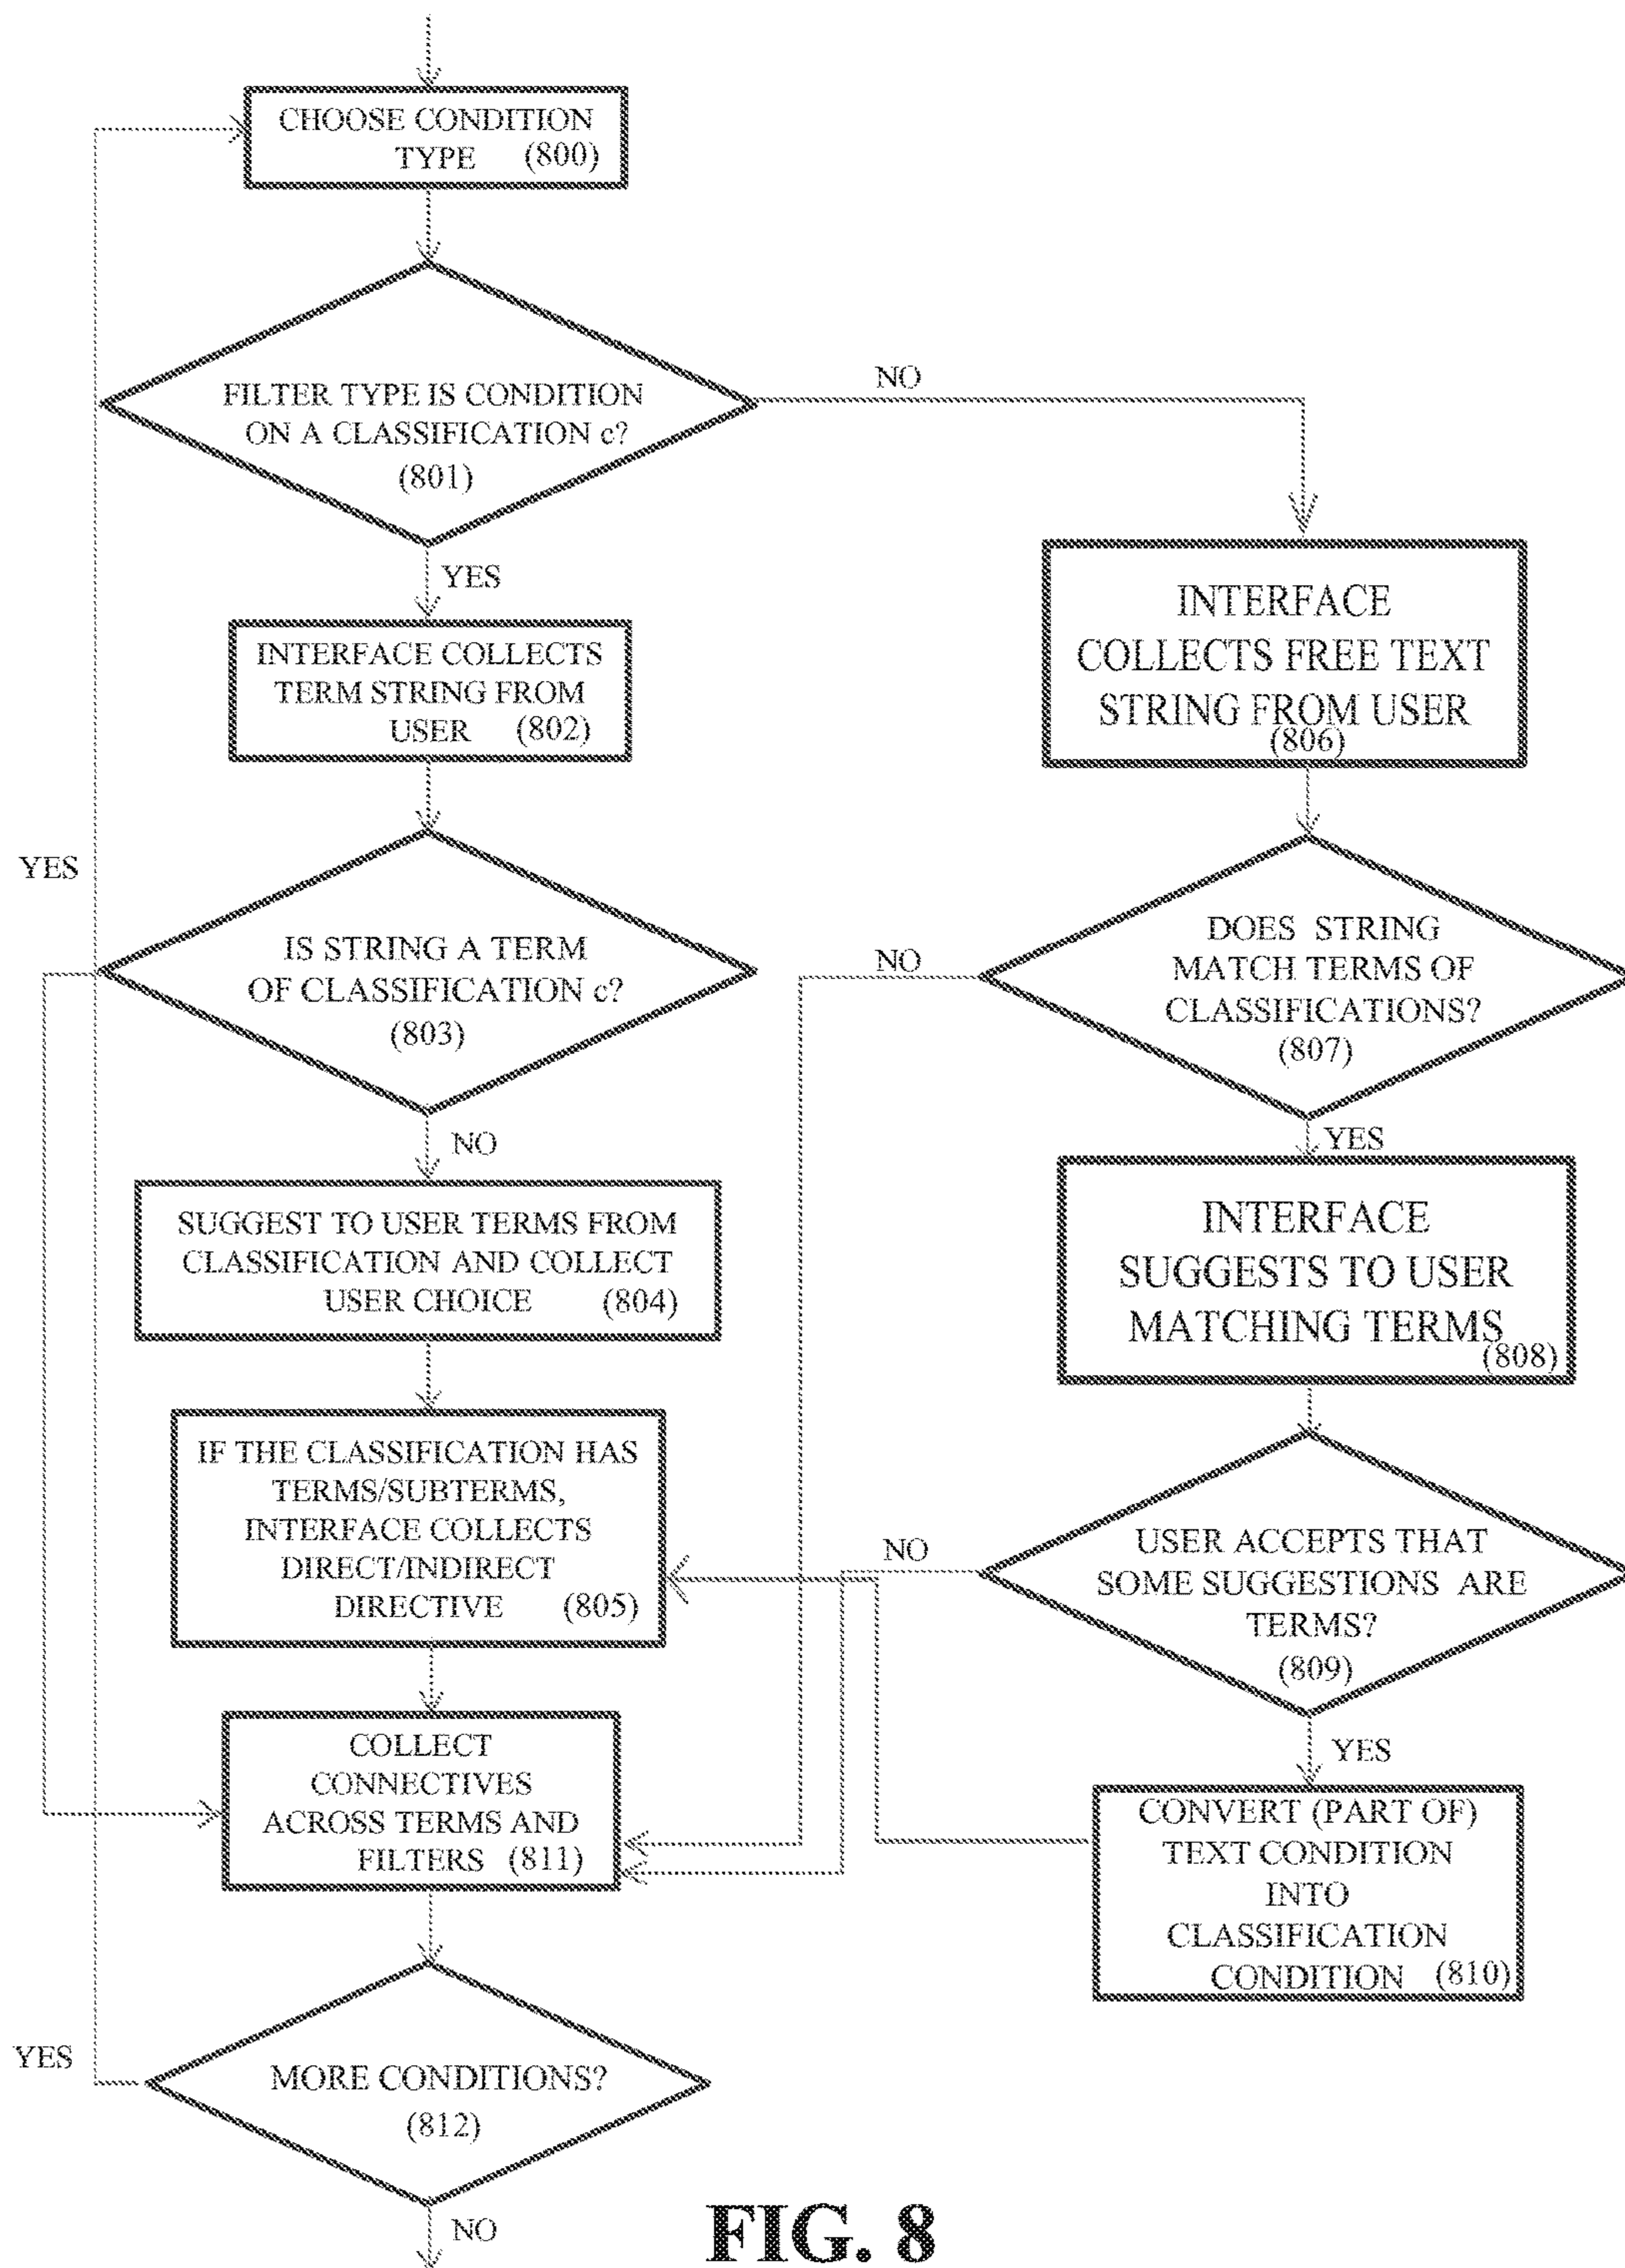 CHOOSE CONDITION
TYPE (800)
FILTER TYPE IS CONDITION
ON A CLASSIFICATION c?
(801)
NO
YES
INTERFACE COLLECTS
TERM STRING FROM
USER (802)
INTERFACE
COLLECTS FREE TEXT
STRING FROM USER
(806)
YES
IS STRING A TERM
OF CLASSIFICATION c?
(803)
NO
DOES STRING
MATCH TERMS OF
CLASSIFICATIONS?
(807)
NO
YES
SUGGEST TO USER TERMS FROM
CLASSIFICATION AND COLLECT
USER CHOICE (804)
INTERFACE
SUGGESTS TO USER
MATCHING TERMS
(808)
IF THE CLASSIFICATION HAS
TERMS/SUBTERMS,
INTERFACE COLLECTS
DIRECT/INDIRECT
DIRECTIVE (805)
NO
USER ACCEPTS THAT
SOME SUGGESTIONS ARE
TERMS?
(809)
YES
COLLECT
CONNECTIVES
ACROSS TERMS AND
FILTERS (811)
CONVERT (PART OF)
TEXT CONDITION
INTO
CLASSIFICATION
CONDITION (810)
YES
MORE CONDITIONS?
(812)
NO
FIG. 8